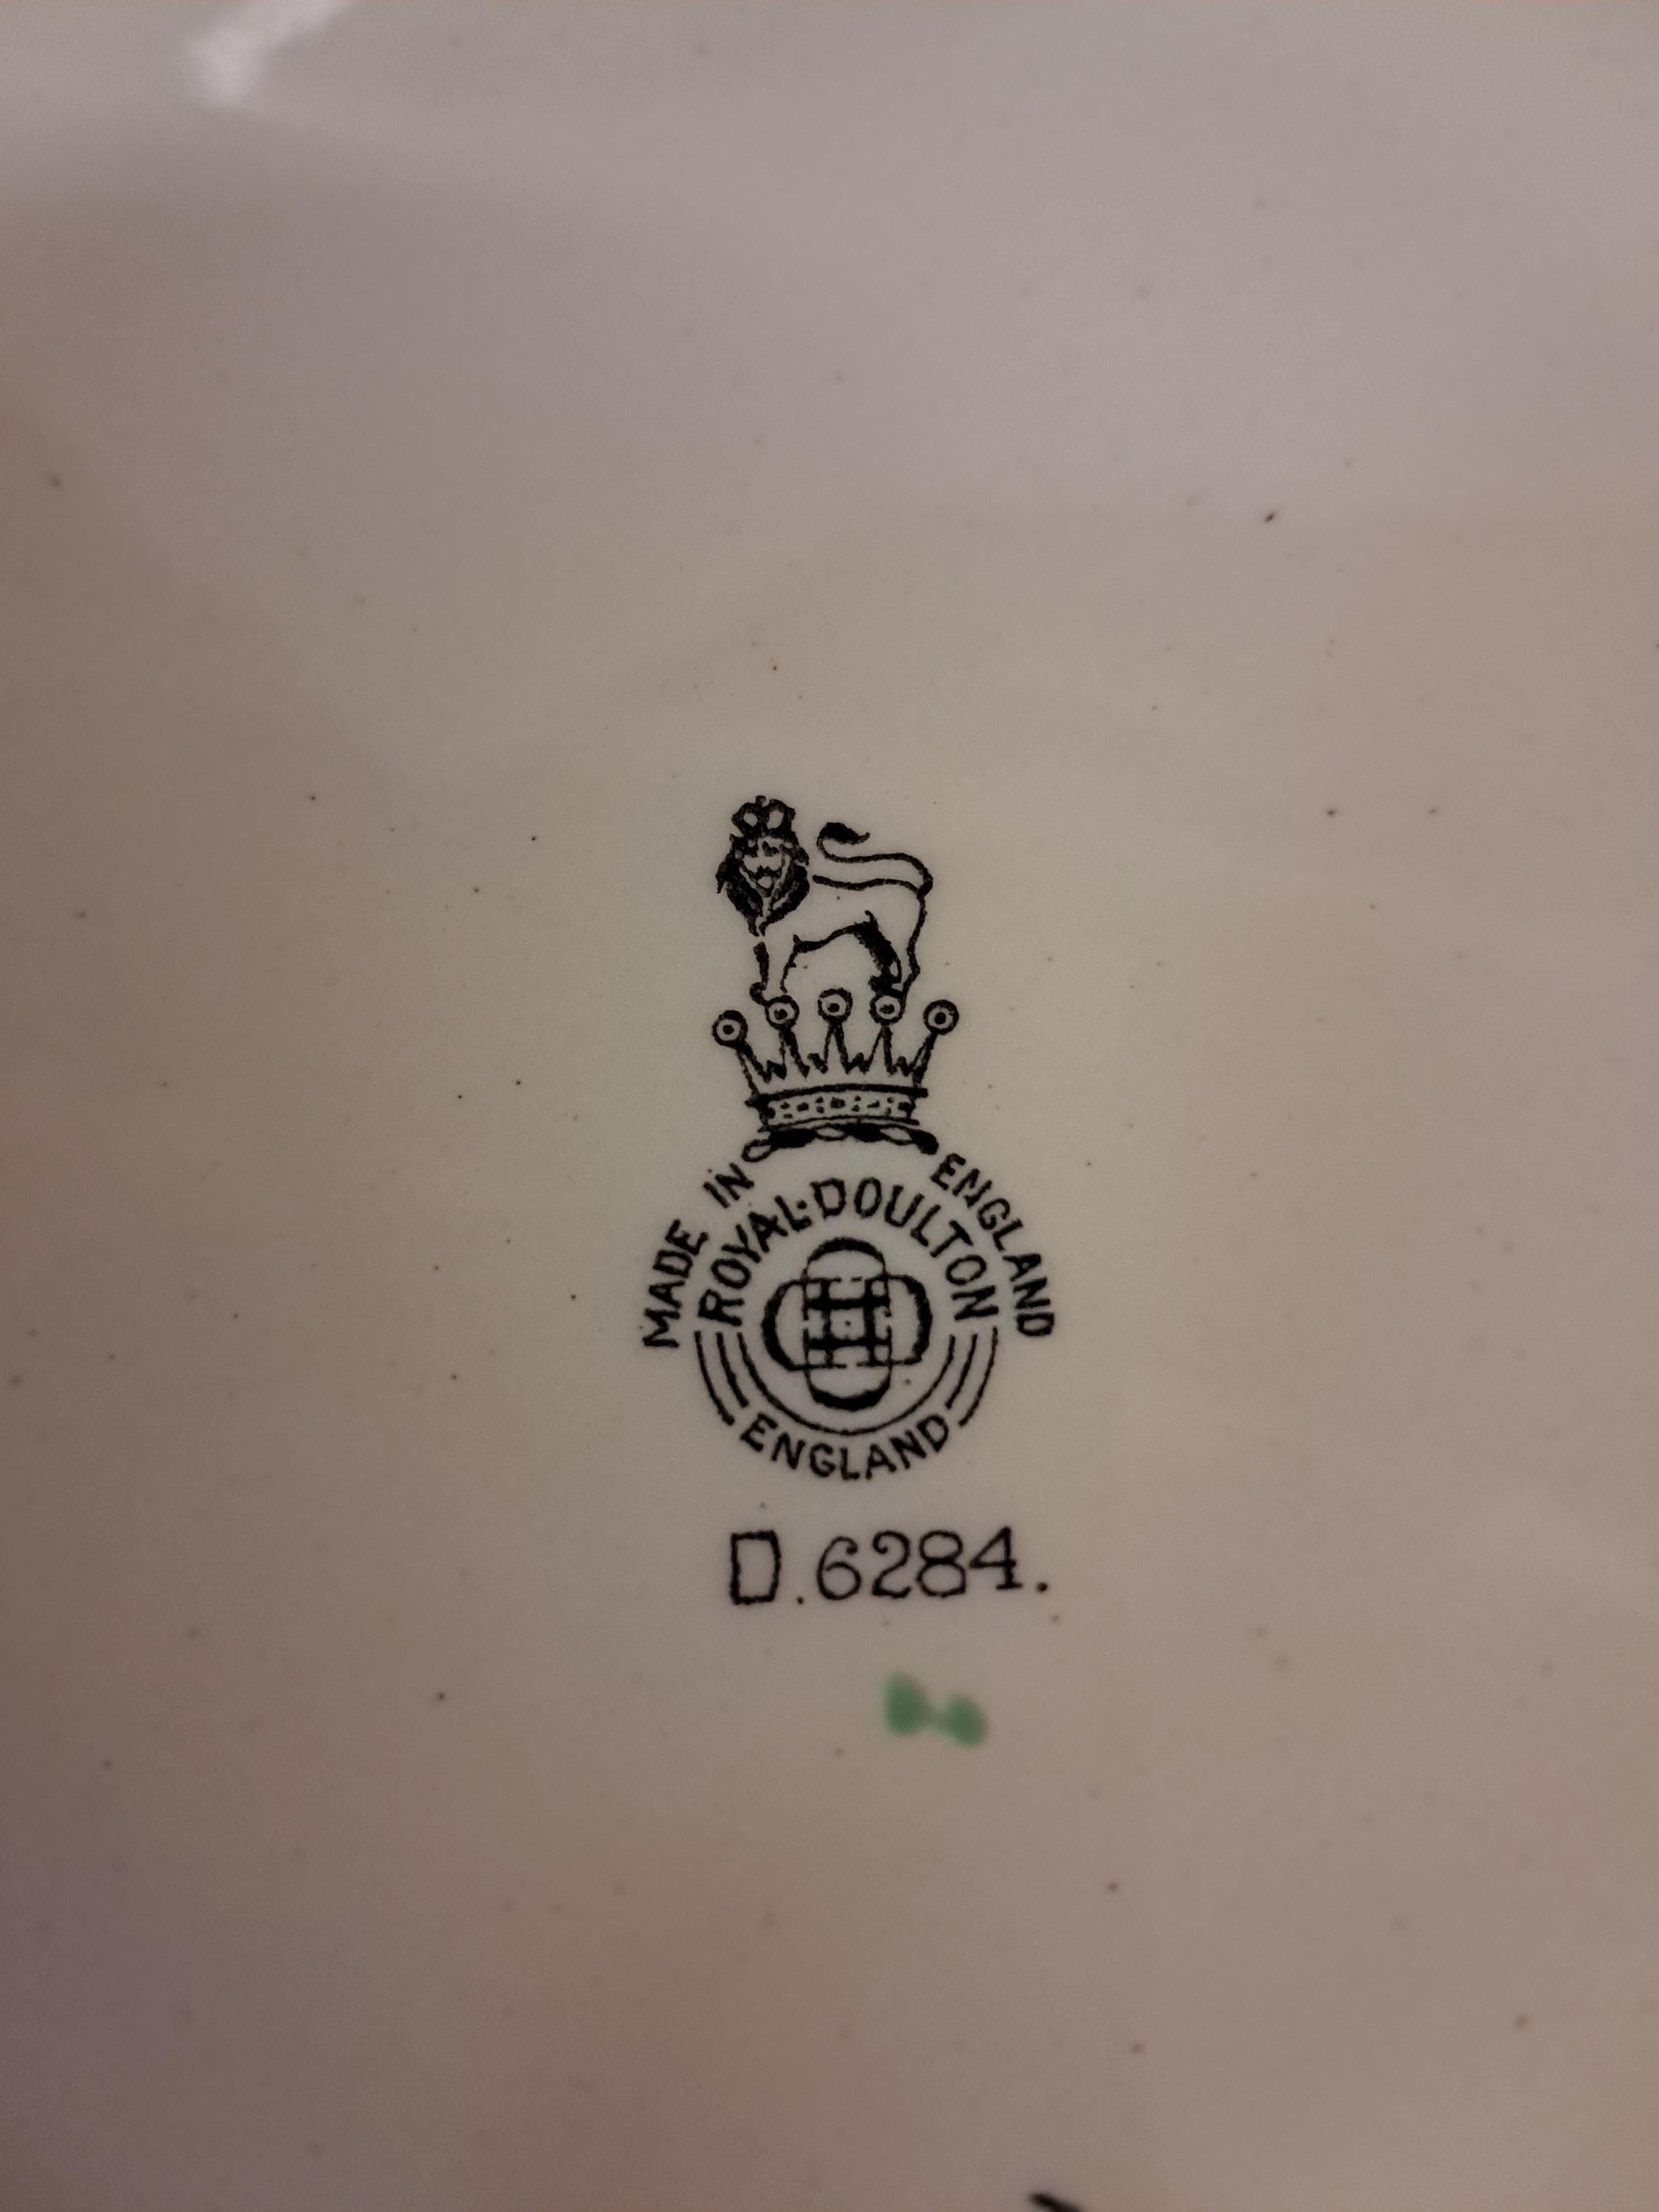 MADE IN ENGLAND
ROYAL·DOULTON
ENGLAND
D.6284.